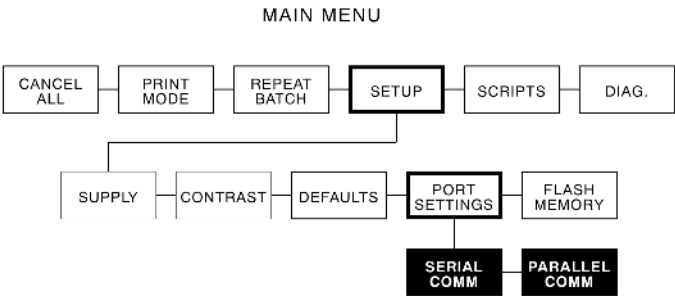 MAIN MENU
CANCEL
ALL
PRINT
MODE
REPEAT
BATCH
SETUP
SCRIPTS
DIAG.
SUPPLY
CONTRAST
DEFAULTS
PORT
SETTINGS
FLASH
MEMORY
SERIAL
COMM
PARALLEL
COMM